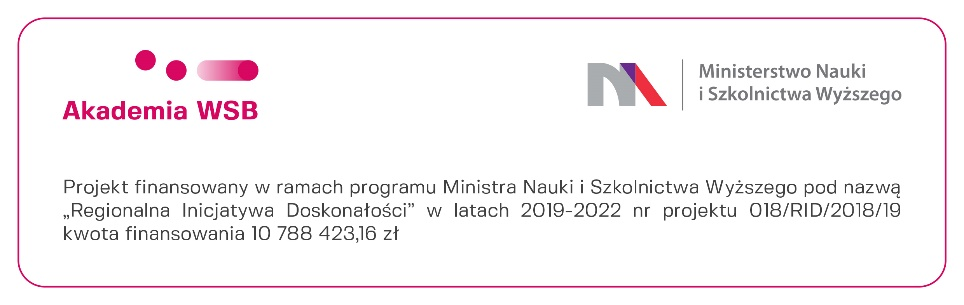 Akademia WSB
Ministerstwo Nauki
i Szkolnictwa Wyższego
Projekt finansowany w ramach programu Ministra Nauki i Szkolnictwa Wyższego pod nazwą
„Regionalna Inicjatywa Doskonałości” w latach 2019-2022 nr projektu 018/RID/2018/19
kwota finansowania 10 788 423,16 zł